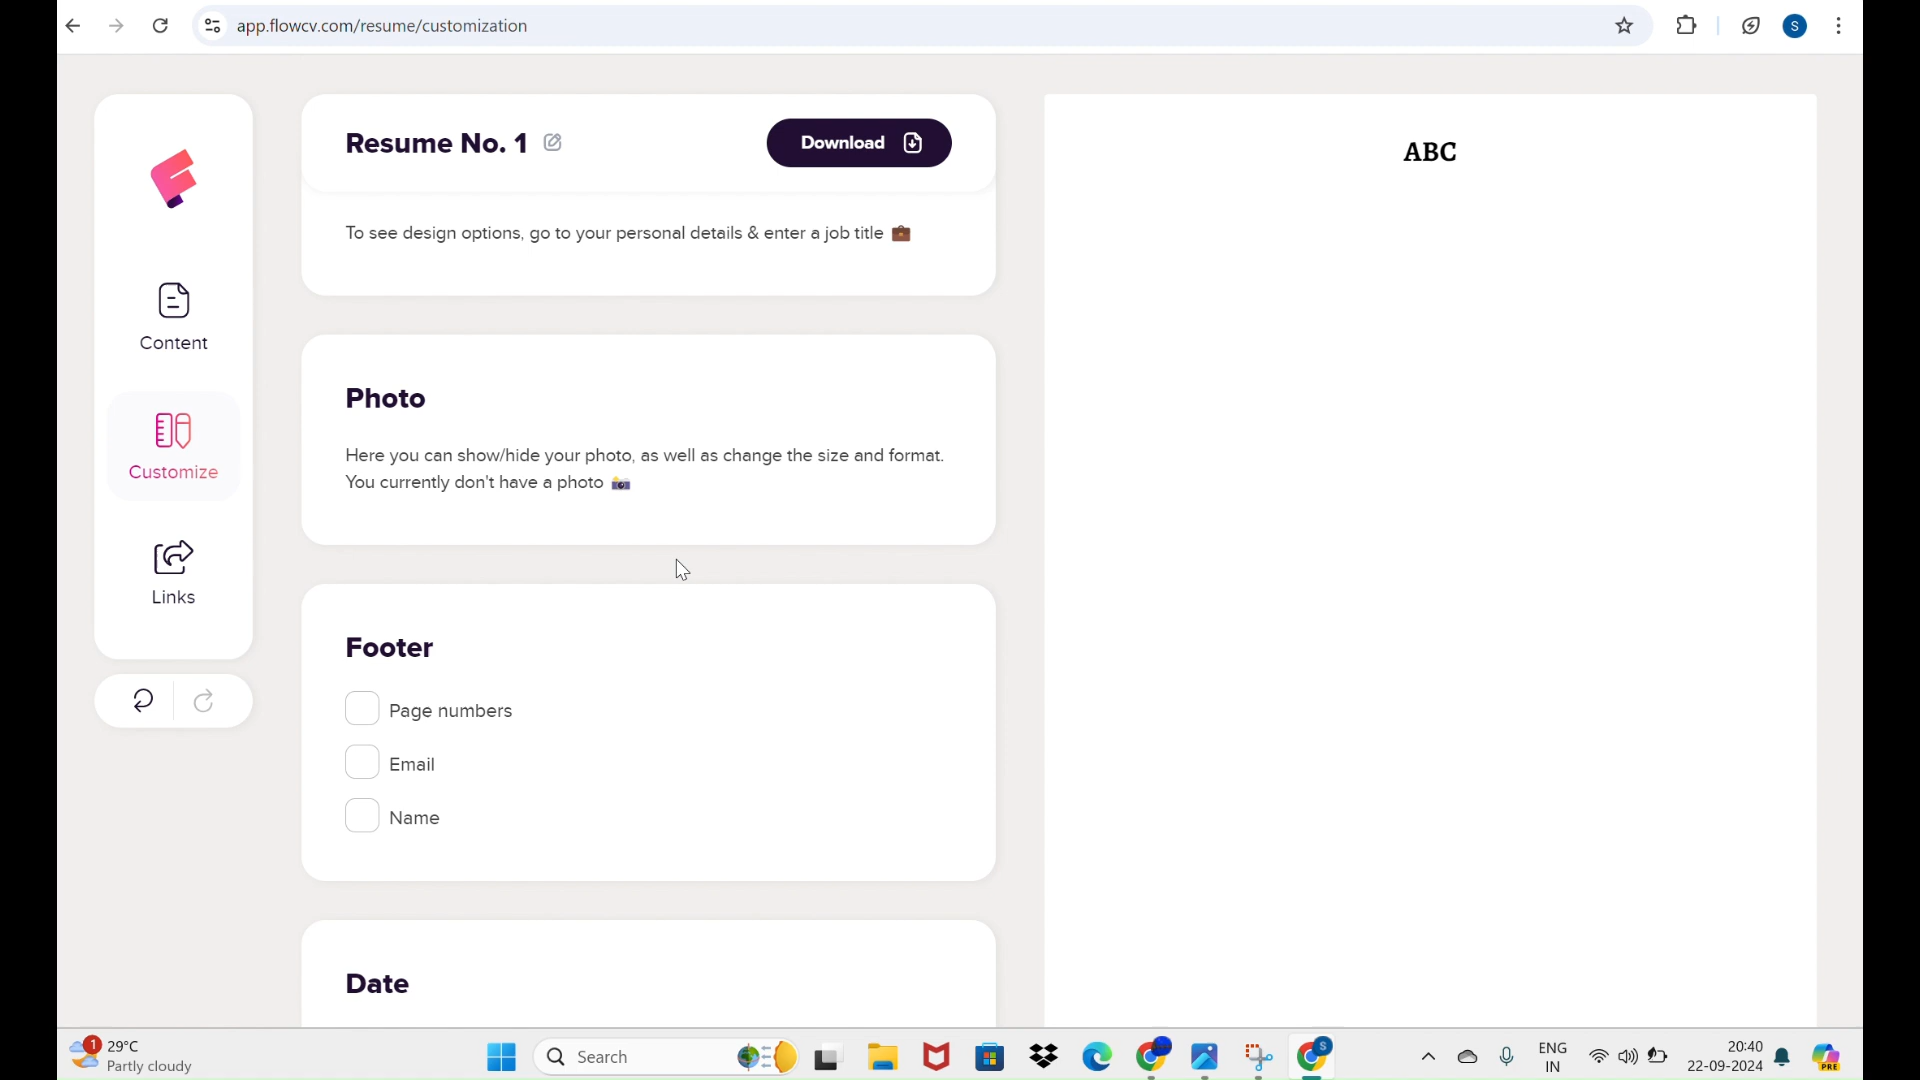 app.flowcv.com/resume/customization
S
Resume No. 1
Download
ABC
To see design options, go to your personal details & enter a job title
Content
Photo
Here you can show/hide your photo, as well as change the size and format.
You currently don't have a photo
Customize
Links
Footer
Page numbers
Email
Name
Date
1
29°C
Partly cloudy
Search
S
ENG
IN
20:40
22-09-2024
PRE